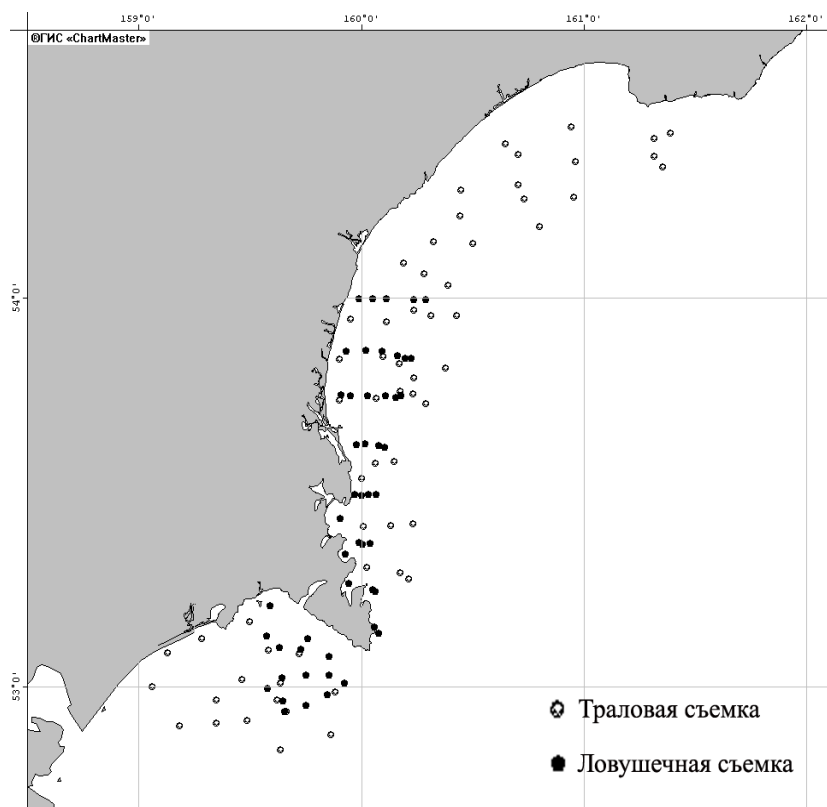 159°0' 160°0' 161°0' 162°0'
©ГИС «ChartMaster»
54°0'
53°0'
Траловая съемка
Ловушечная съемка